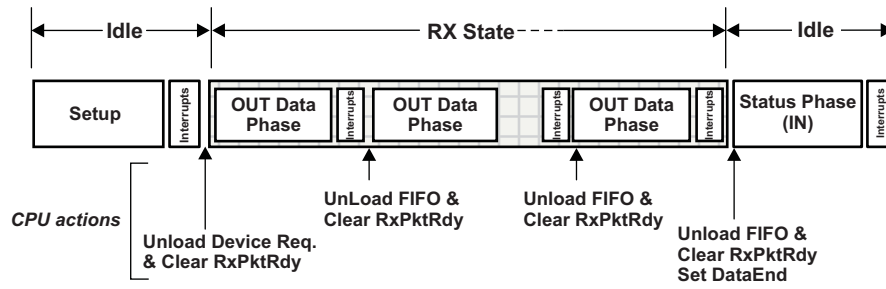 Idle
RX State
Idle
Setup
Interrupts
OUT Data
Phase
Interrupts
OUT Data
Phase
Interrupts
OUT Data
Phase
Interrupts
Status Phase
(IN)
Interrupts
CPU actions
Unload Device Req.
& Clear RxPktRdy
UnLoad FIFO &
Clear RxPktRdy
Unload FIFO &
Clear RxPktRdy
Unload FIFO &
Clear RxPktRdy
Set DataEnd